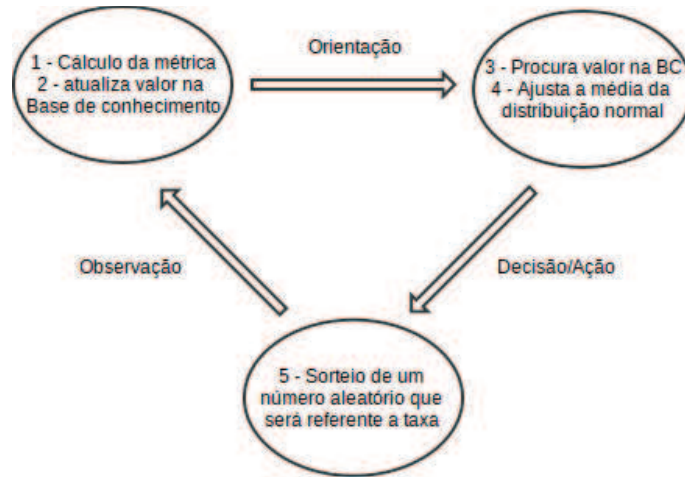 1 - Cálculo da métrica
2 - atualiza valor na
Base de conhecimento
Orientação
3 - Procura valor na BC
4 - Ajusta a média da
distribuição normal
Observação
Decisão/Ação
5 - Sorteio de um
número aleatório que
será referente a taxa